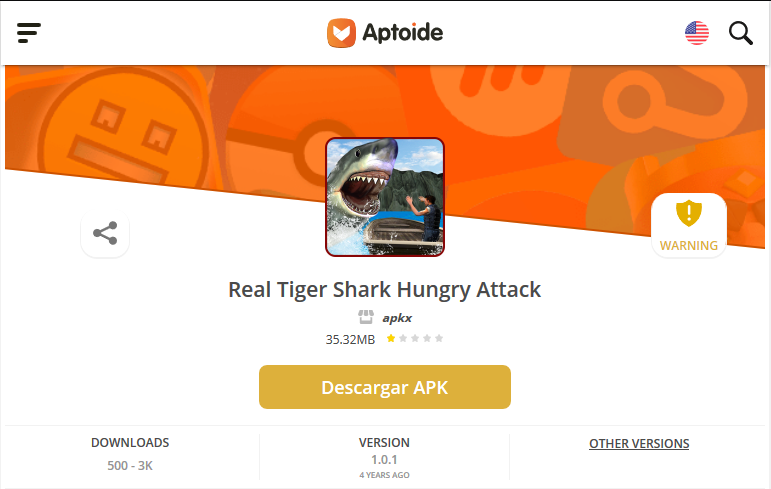 Aptoide
WARNING
Real Tiger Shark Hungry Attack
apkx
35.32MB
Descargar APK
DOWNLOADS
500 - 3K
VERSION
1.0.1
4 YEARS AGO
OTHER VERSIONS